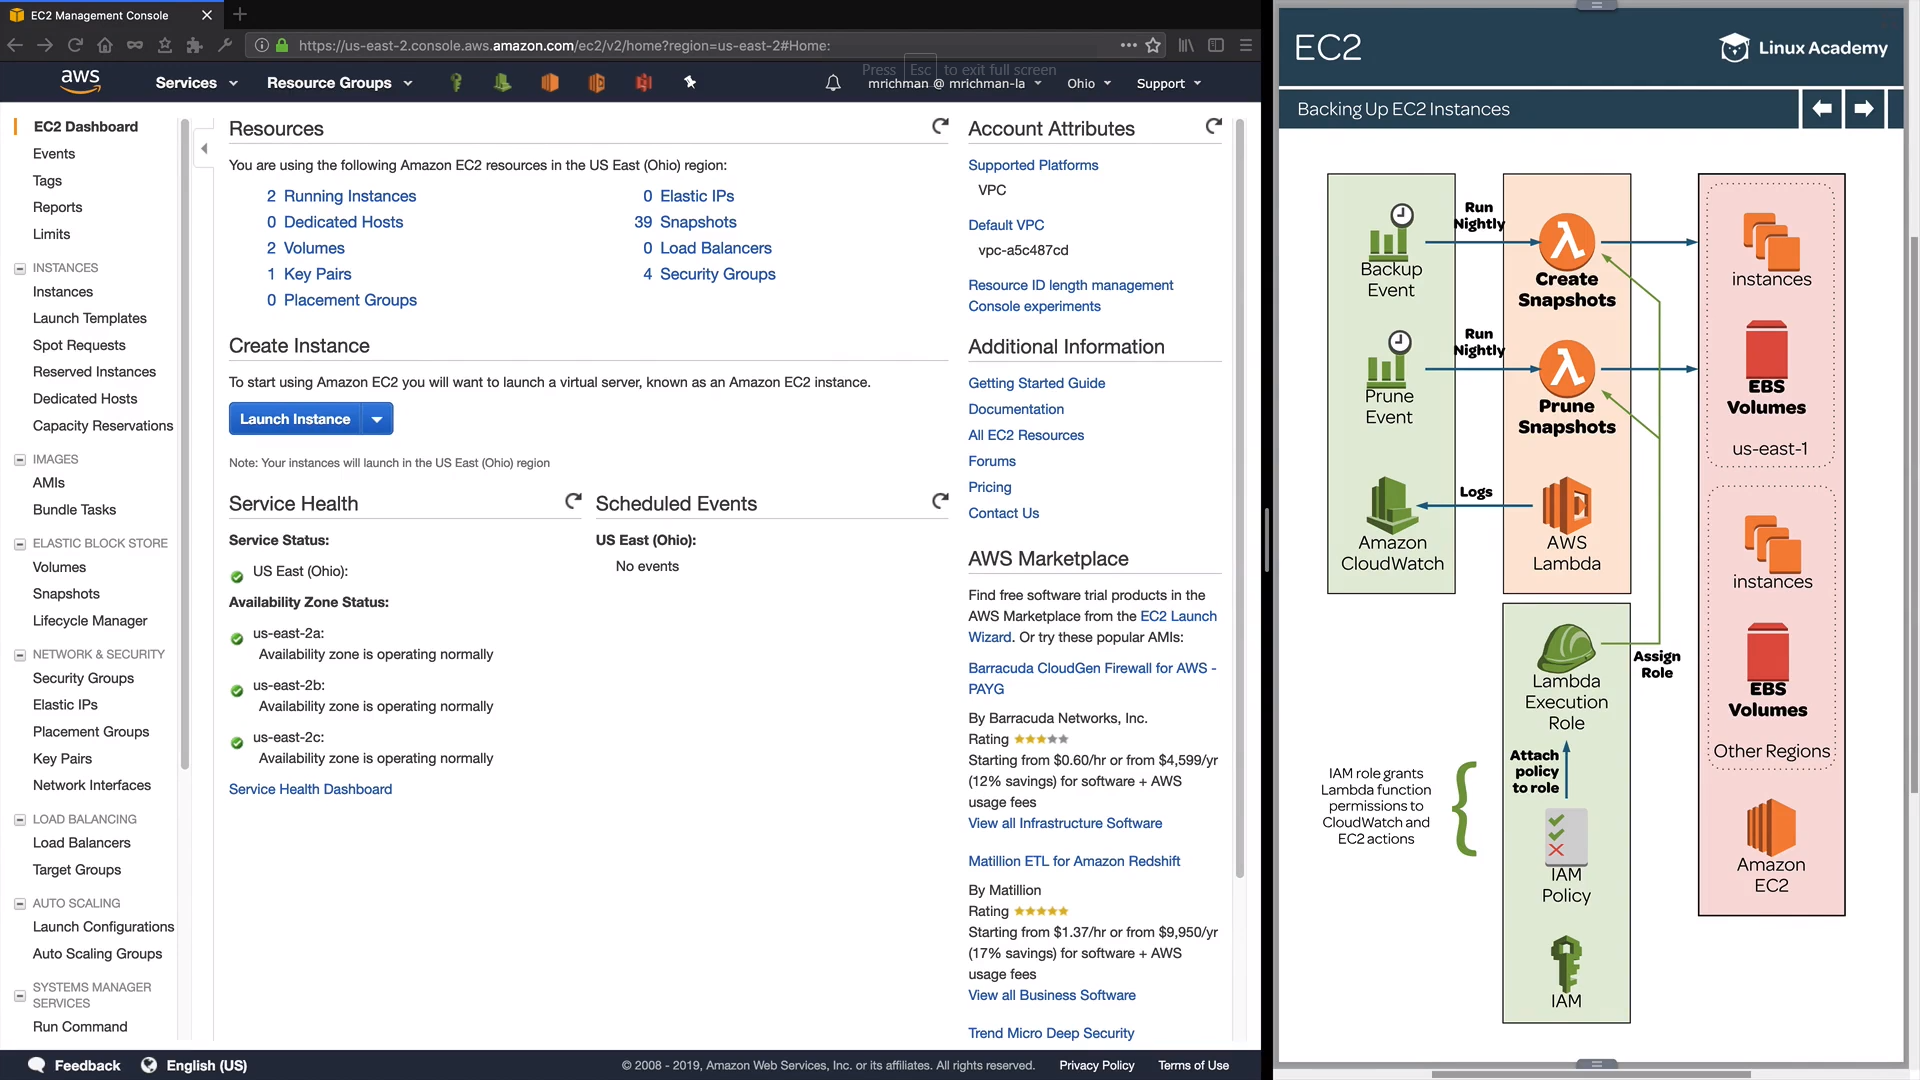 EC2 Management Console
https://us-east-2.console.aws.amazon.com/ec2/v2/home?region=us-east-2#Home:
Press Esc to exit full screen
aws
Services
Resource Groups
mrichman @ mrichman-la
Ohio
Support
EC2 Dashboard
Events
Tags
Reports
Limits
INSTANCES
Instances
Launch Templates
Spot Requests
Reserved Instances
Dedicated Hosts
Capacity Reservations
IMAGES
AMIs
Bundle Tasks
ELASTIC BLOCK STORE
Volumes
Snapshots
Lifecycle Manager
NETWORK & SECURITY
Security Groups
Elastic IPs
Placement Groups
Key Pairs
Network Interfaces
LOAD BALANCING
Load Balancers
Target Groups
AUTO SCALING
Launch Configurations
Auto Scaling Groups
SYSTEMS MANAGER
SERVICES
Run Command
Resources
You are using the following Amazon EC2 resources in the US East (Ohio) region:
2 Running Instances
0 Elastic IPs
0 Dedicated Hosts
39 Snapshots
2 Volumes
0 Load Balancers
1 Key Pairs
4 Security Groups
0 Placement Groups
Create Instance
To start using Amazon EC2 you will want to launch a virtual server, known as an Amazon EC2 instance.
Launch Instance
Note: Your instances will launch in the US East (Ohio) region
Service Health
Service Status:
US East (Ohio):
Availability Zone Status:
us-east-2a:
Availability zone is operating normally
us-east-2b:
Availability zone is operating normally
us-east-2c:
Availability zone is operating normally
Service Health Dashboard
Scheduled Events
US East (Ohio):
No events
Account Attributes
Supported Platforms
VPC
Default VPC
vpc-a5c487cd
Resource ID length management
Console experiments
Additional Information
Getting Started Guide
Documentation
All EC2 Resources
Forums
Pricing
Contact Us
AWS Marketplace
Find free software trial products in the
AWS Marketplace from the EC2 Launch
Wizard. Or try these popular AMIs:
Barracuda CloudGen Firewall for AWS -
PAYG
By Barracuda Networks, Inc.
Rating
Starting from $0.60/hr or from $4,599/yr
(12% savings) for software + AWS
usage fees
View all Infrastructure Software
Matillion ETL for Amazon Redshift
By Matillion
Rating
Starting from $1.37/hr or from $9,950/yr
(17% savings) for software + AWS
usage fees
View all Business Software
Trend Micro Deep Security
Feedback
English (US)
© 2008 - 2019, Amazon Web Services, Inc. or its affiliates. All rights reserved.
Privacy Policy
Terms of Use
EC2
Linux Academy
Backing Up EC2 Instances
Backup
Event
Run
Nightly
Create
Snapshots
instances
Prune
Event
Run
Nightly
Prune
Snapshots
EBS
Volumes
us-east-1
Amazon
CloudWatch
Logs
AWS
Lambda
instances
EBS
Volumes
Other Regions
Lambda
Execution
Role
Assign
Role
Attach
policy
to role
IAM role grants
Lambda function
permissions to
CloudWatch and
EC2 actions
IAM
Policy
IAM
Amazon
EC2